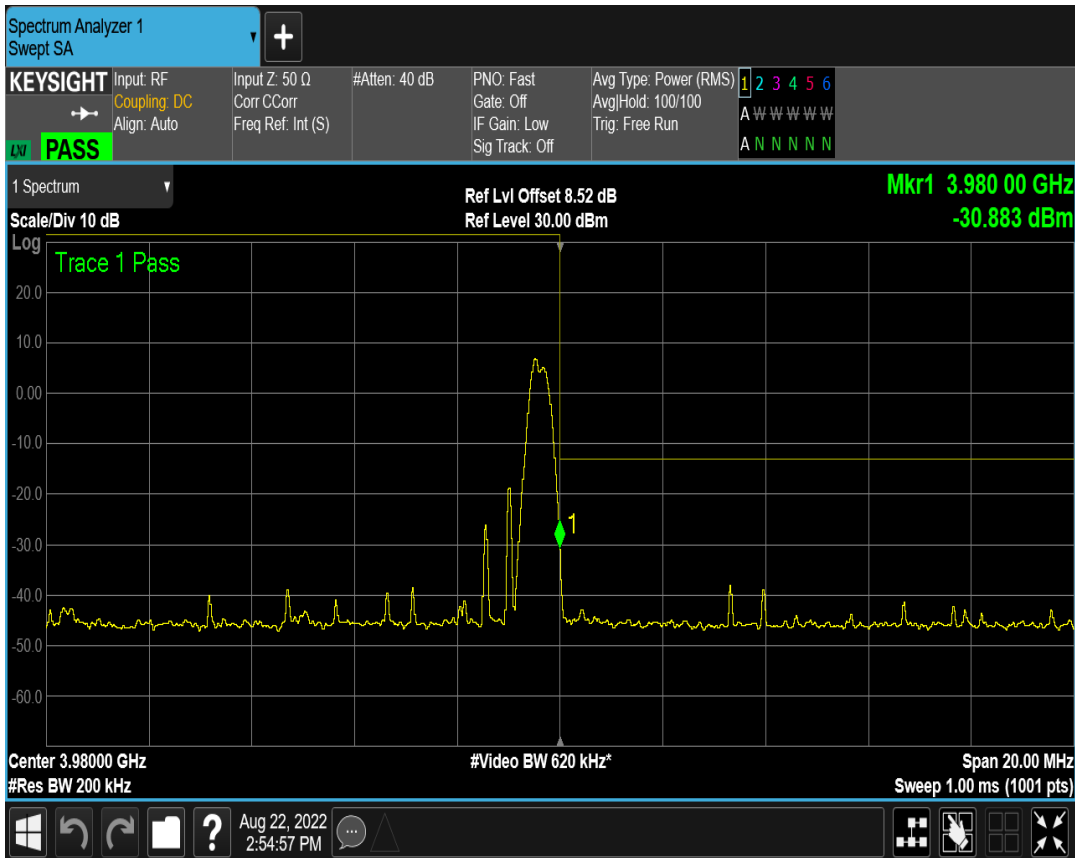 Spectrum Analyzer 1
Swept SA
+
KEYSIGHT
LXI PASS
Input: RF
Coupling: DC
Align: Auto
Input Z: 50 Ω
Corr CCorr
Freq Ref: Int (S)
#Atten: 40 dB
PNO: Fast
Gate: Off
IF Gain: Low
Sig Track: Off
Avg Type: Power (RMS)
Avg|Hold: 100/100
Trig: Free Run
1 2 3 4 5 6
A W W W W W
A N N N N N
1 Spectrum
Scale/Div 10 dB
Ref Lvl Offset 8.52 dB
Ref Level 30.00 dBm
Mkr1 3.980 00 GHz
-30.883 dBm
Log
Trace 1 Pass
20.0
10.0
0.00
-10.0
-20.0
-30.0
-40.0
-50.0
-60.0
1
Center 3.98000 GHz
#Res BW 200 kHz
#Video BW 620 kHz*
Span 20.00 MHz
Sweep 1.00 ms (1001 pts)
?
Aug 22, 2022
2:54:57 PM